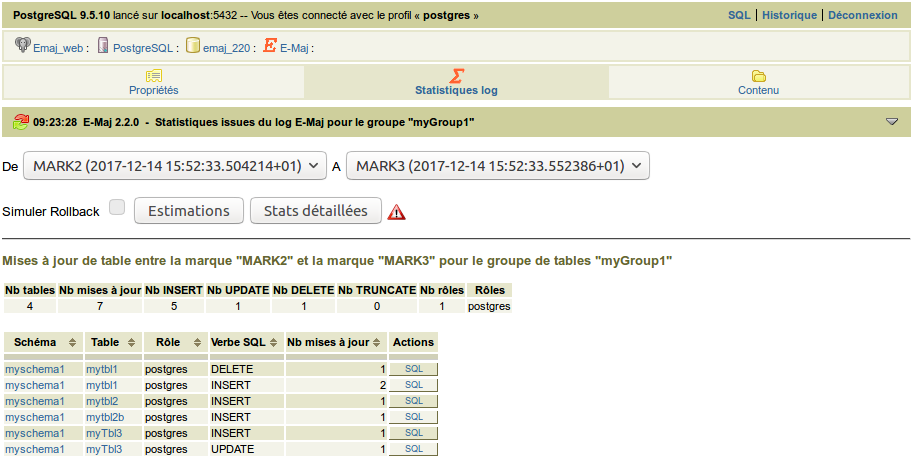 PostgreSQL 9.5.10 lancé sur localhost:5432 -- Vous êtes connecté avec le profil « postgres » SQL | Historique | Déconnexion
Emaj_web : PostgreSQL : emaj_220 : E-Maj :
Propriétés Statistiques log Contenu
09:23:28 E-Maj 2.2.0 - Statistiques issues du log E-Maj pour le groupe "myGroup1"
De MARK2 (2017-12-14 15:52:33.504214+01) A MARK3 (2017-12-14 15:52:33.552386+01)
Simuler Rollback Estimations Stats détaillées
Mises à jour de table entre la marque "MARK2" et la marque "MARK3" pour le groupe de tables "myGroup1"
Nb tables Nb mises à jour Nb INSERT Nb UPDATE Nb DELETE Nb TRUNCATE Nb rôles Rôles
4 7 5 1 1 0 1 postgres
Schéma Table Rôle Verbe SQL Nb mises à jour Actions
myschema1 mytbl1 postgres DELETE 1 SQL
myschema1 mytbl1 postgres INSERT 2 SQL
myschema1 mytbl2 postgres INSERT 1 SQL
myschema1 mytbl2b postgres INSERT 1 SQL
myschema1 myTbl3 postgres INSERT 1 SQL
myschema1 myTbl3 postgres UPDATE 1 SQL